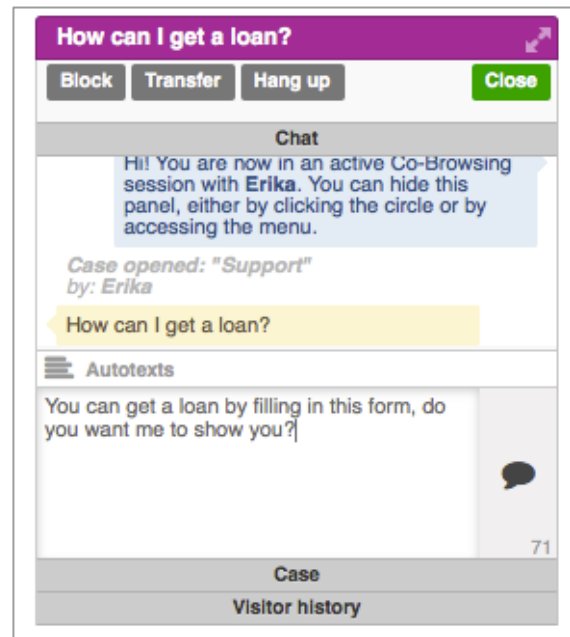 How can I get a loan?
Block Transfer Hang up Close
Chat
Hi! You are now in an active Co-Browsing
session with Erika. You can hide this
panel, either by clicking the circle or by
accessing the menu.
Case opened: "Support"
by: Erika
How can I get a loan?
Autotexts
You can get a loan by filling in this form, do
you want me to show you?
71
Case
Visitor history